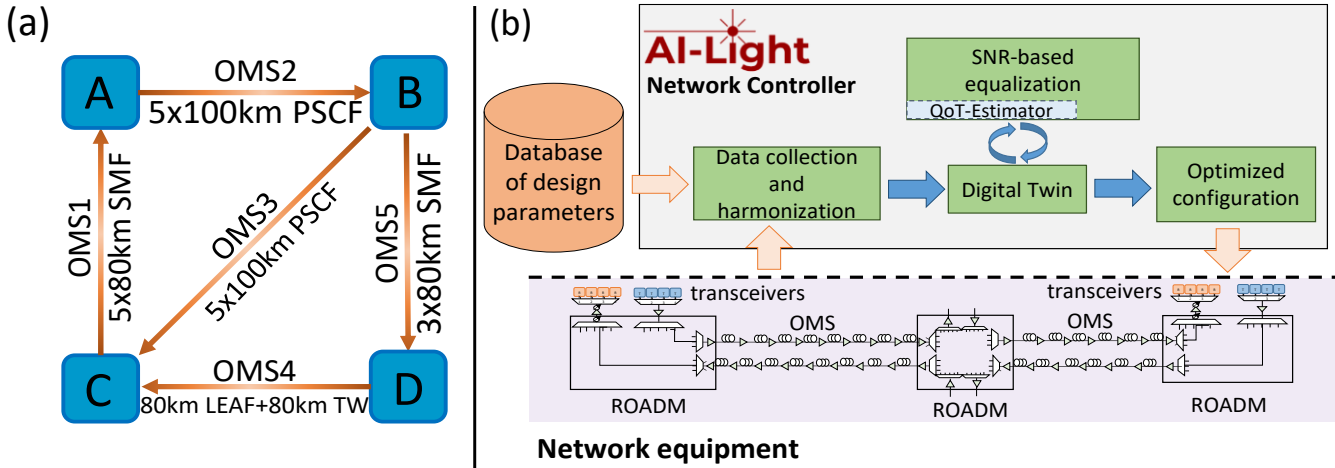 (a)
A
OMS2
B
5x100km PSCF
OMS1
5x80km SMF
OMS3
5x100km PSCF
OMS5
3x80km SMF
C
OMS4
D
80km LEAF+80km TW
(b)
AI-Light
Network Controller
SNR-based
equalization
QoT-Estimator
Database
of design
parameters
Data collection
and
harmonization
Digital Twin
Optimized
configuration
transceivers
transceivers
OMS
OMS
ROADM
ROADM
ROADM
Network equipment